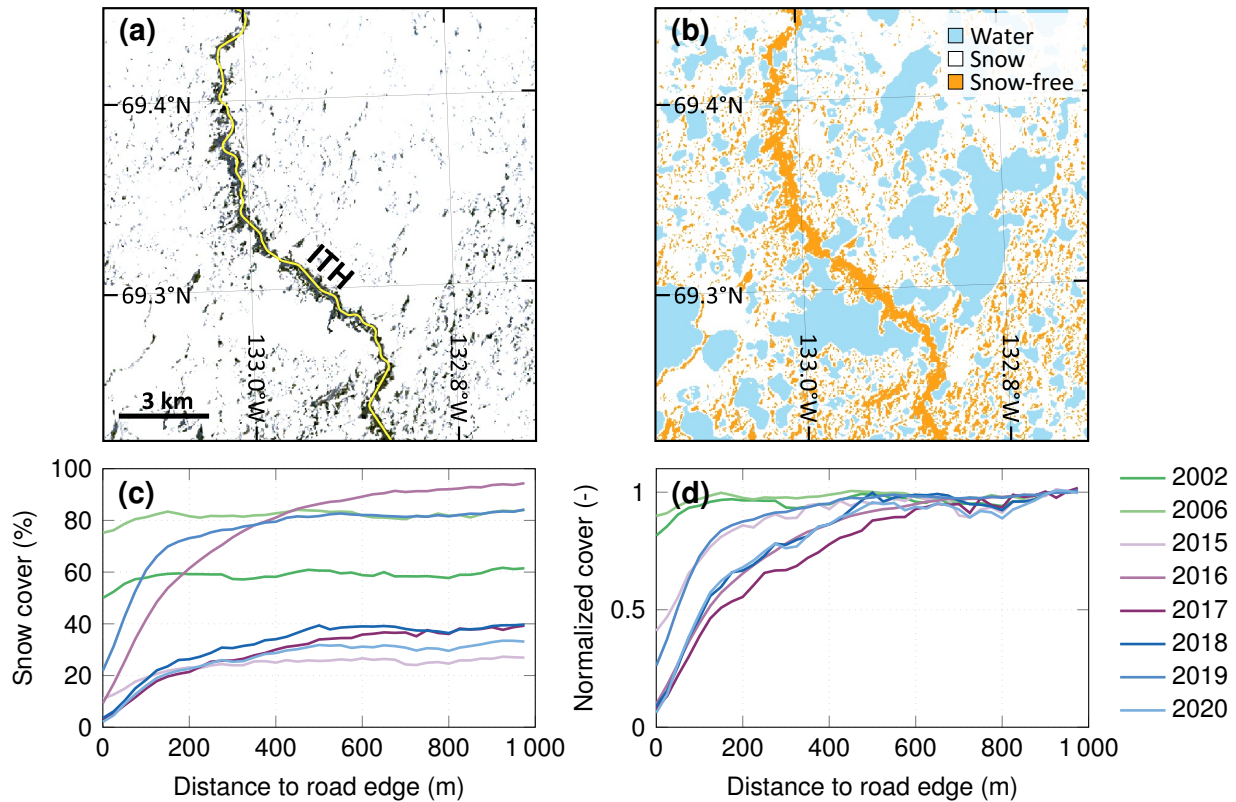 (a)
69.4°N
69.3°N
ITH
133.0°W
132.8°W
3 km
(b)
Water
Snow
Snow-free
69.4°N
69.3°N
133.0°W
132.8°W
(c)
100
80
60
40
20
0
Snow cover (%)
0 200 400 600 800 1 000
Distance to road edge (m)
(d)
1
0.5
0
Normalized cover (-)
0 200 400 600 800 1 000
Distance to road edge (m)
2002
2006
2015
2016
2017
2018
2019
2020